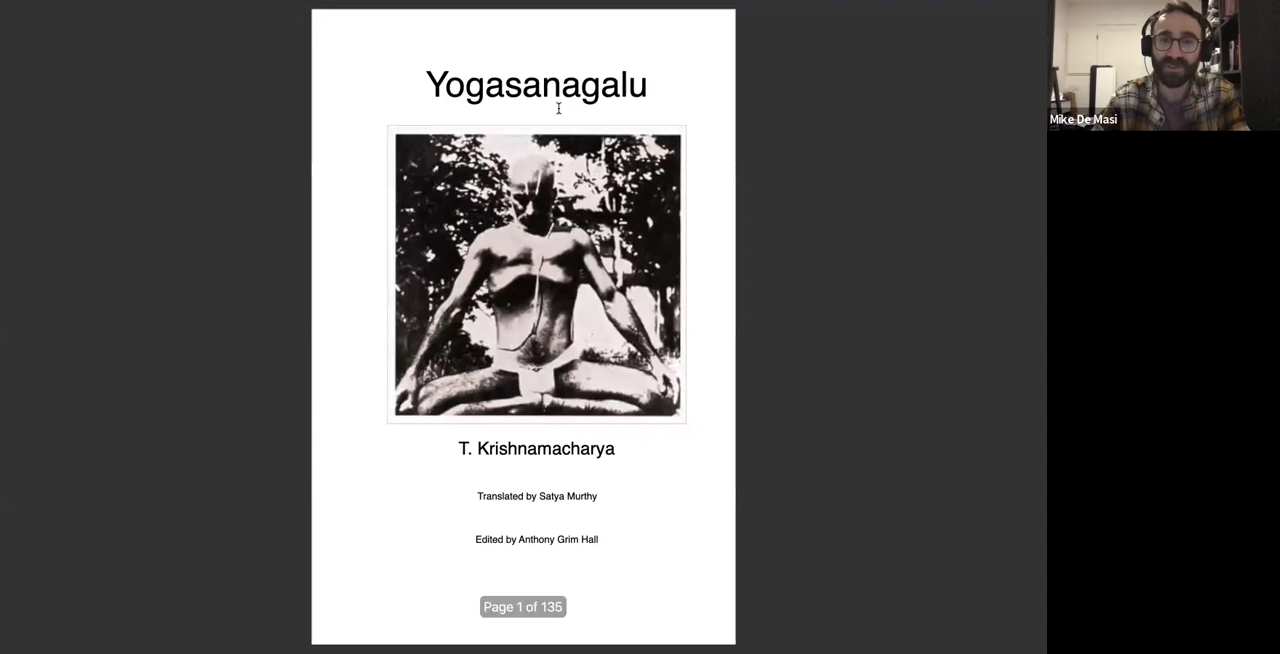 Yogasanagalu
T. Krishnamacharya
Translated by Satya Murthy
Edited by Anthony Grim Hall
Page 1 of 135
Mike De Masi